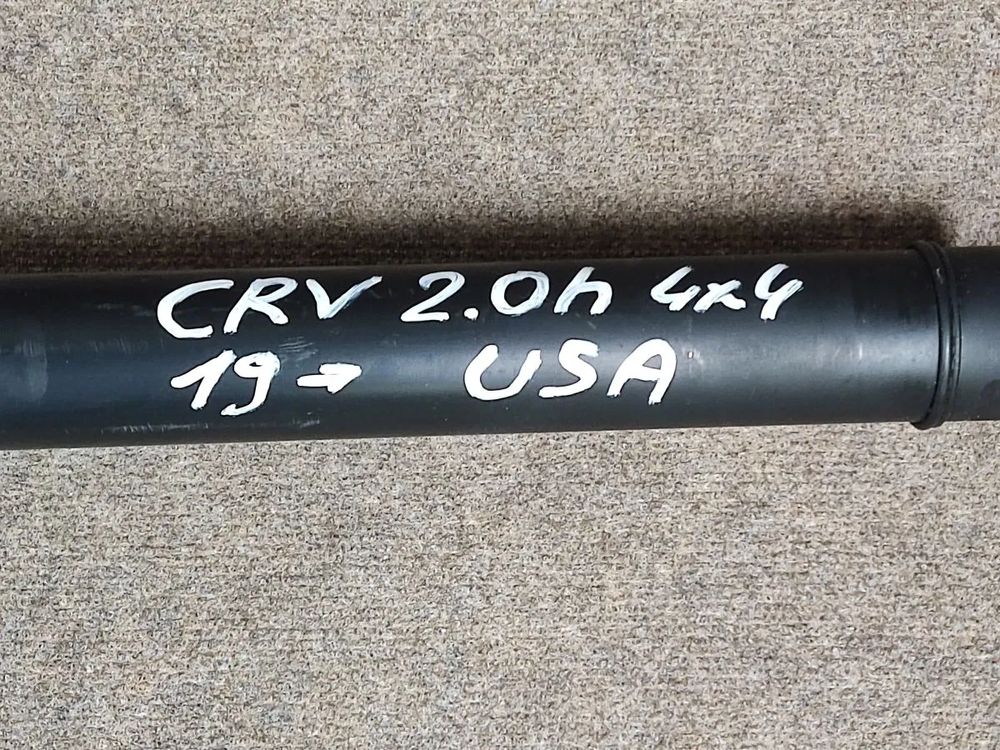 CRV 2.0h 4x4
19→ USA